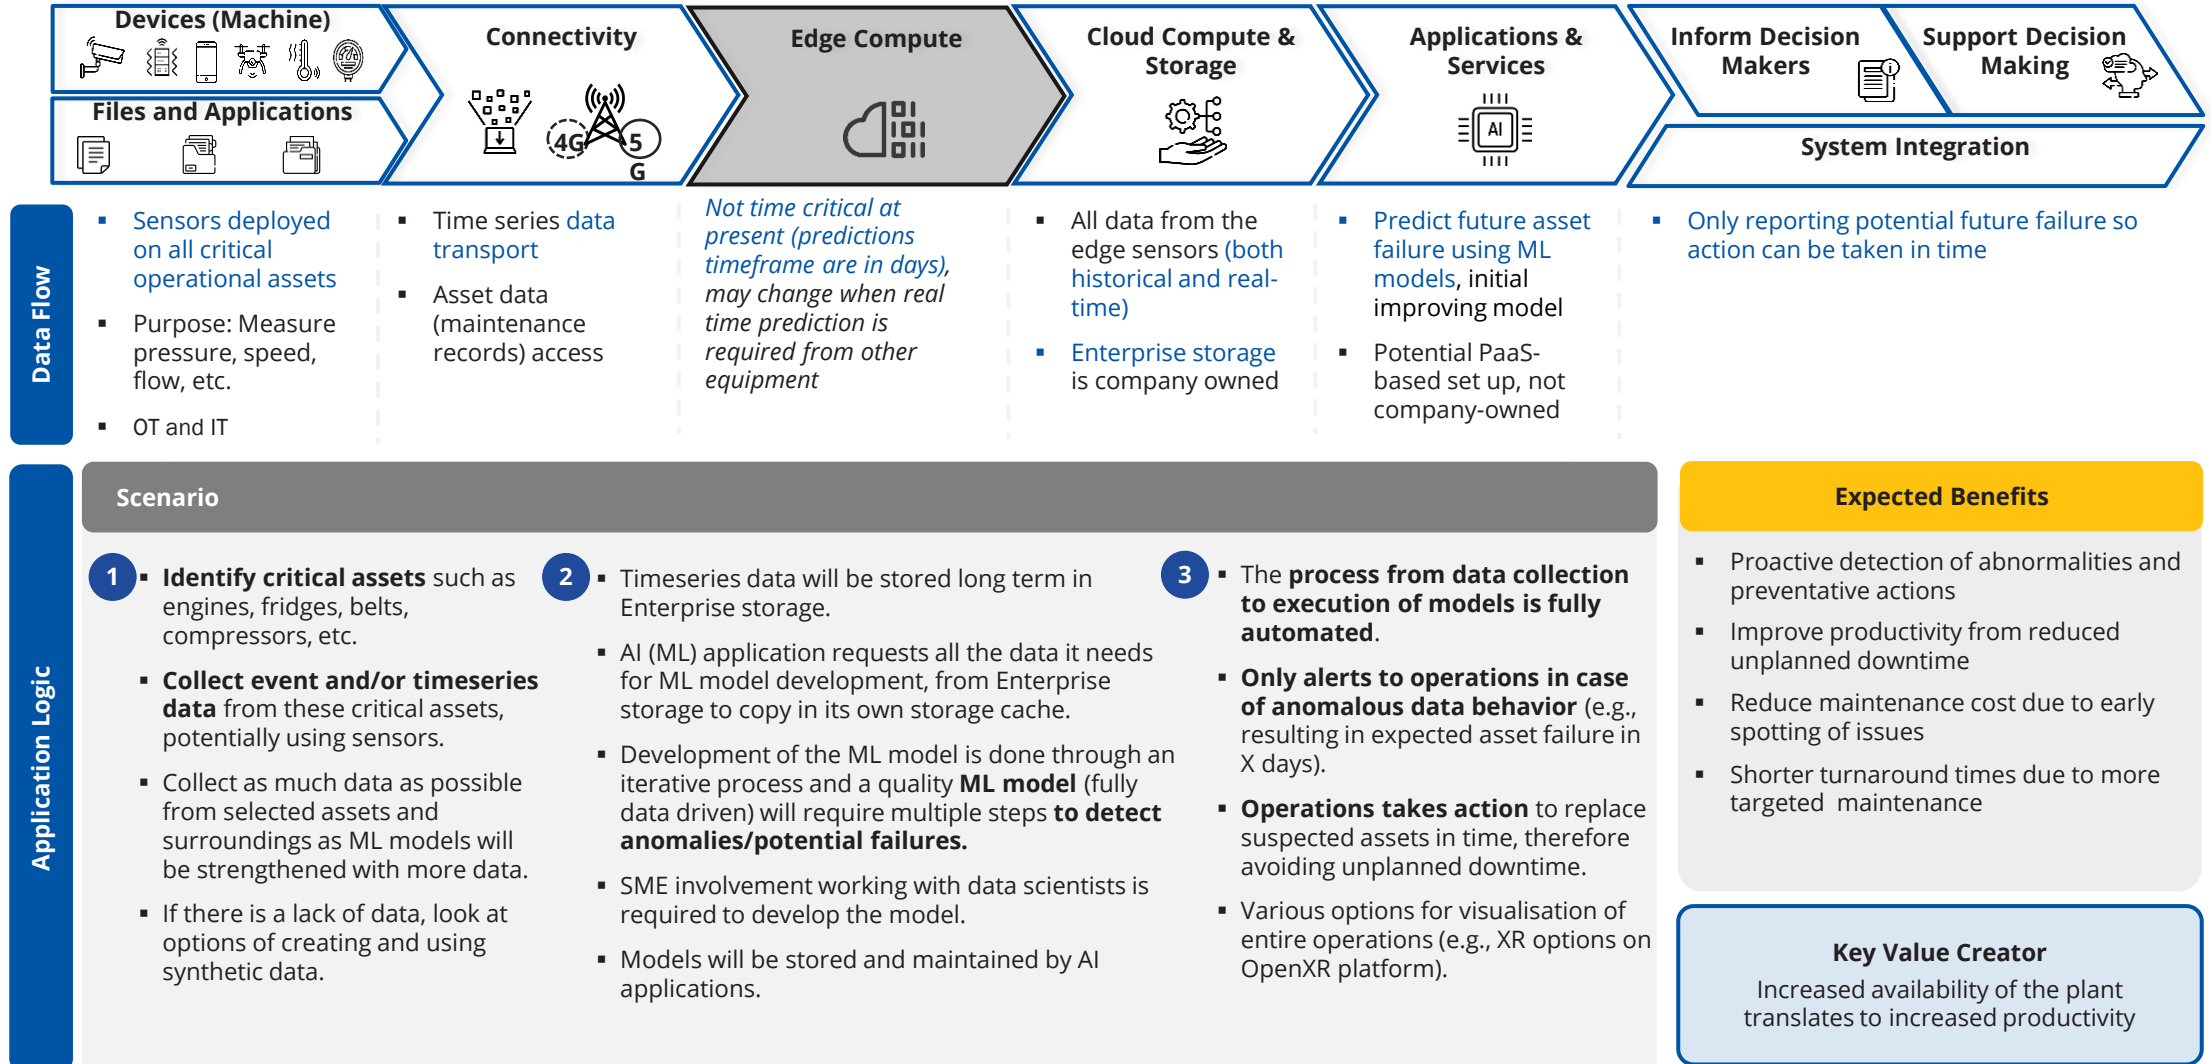 Devices (Machine)
Files and Applications
Connectivity
4G
5
G
Edge Compute
Cloud Compute &
Storage
Applications &
Services
AI
Inform Decision
Makers
Support Decision
Making
System Integration
Data Flow
▪ Sensors deployed
on all critical
operational assets
▪ Purpose: Measure
pressure, speed,
flow, etc.
▪ OT and IT
▪ Time series data
transport
▪ Asset data
(maintenance
records) access
Not time critical at
present (predictions
timeframe are in days),
may change when real
time prediction is
required from other
equipment
▪ All data from the
edge sensors (both
historical and real-
time)
▪ Enterprise storage
is company owned
▪ Predict future asset
failure using ML
models, initial
improving model
▪ Potential PaaS-
based set up, not
company-owned
▪ Only reporting potential future failure so
action can be taken in time
Application Logic
Scenario
1
▪ Identify critical assets such as
engines, fridges, belts,
compressors, etc.
▪ Collect event and/or timeseries
data from these critical assets,
potentially using sensors.
▪ Collect as much data as possible
from selected assets and
surroundings as ML models will
be strengthened with more data.
▪ If there is a lack of data, look at
options of creating and using
synthetic data.
2
▪ Timeseries data will be stored long term in
Enterprise storage.
▪ AI (ML) application requests all the data it needs
for ML model development, from Enterprise
storage to copy in its own storage cache.
▪ Development of the ML model is done through an
iterative process and a quality ML model (fully
data driven) will require multiple steps to detect
anomalies/potential failures.
▪ SME involvement working with data scientists is
required to develop the model.
▪ Models will be stored and maintained by AI
applications.
3
▪ The process from data collection
to execution of models is fully
automated.
▪ Only alerts to operations in case
of anomalous data behavior (e.g.,
resulting in expected asset failure in
X days).
▪ Operations takes action to replace
suspected assets in time, therefore
avoiding unplanned downtime.
▪ Various options for visualisation of
entire operations (e.g., XR options on
OpenXR platform).
Expected Benefits
▪ Proactive detection of abnormalities and
preventative actions
▪ Improve productivity from reduced
unplanned downtime
▪ Reduce maintenance cost due to early
spotting of issues
▪ Shorter turnaround times due to more
targeted maintenance
Key Value Creator
Increased availability of the plant
translates to increased productivity